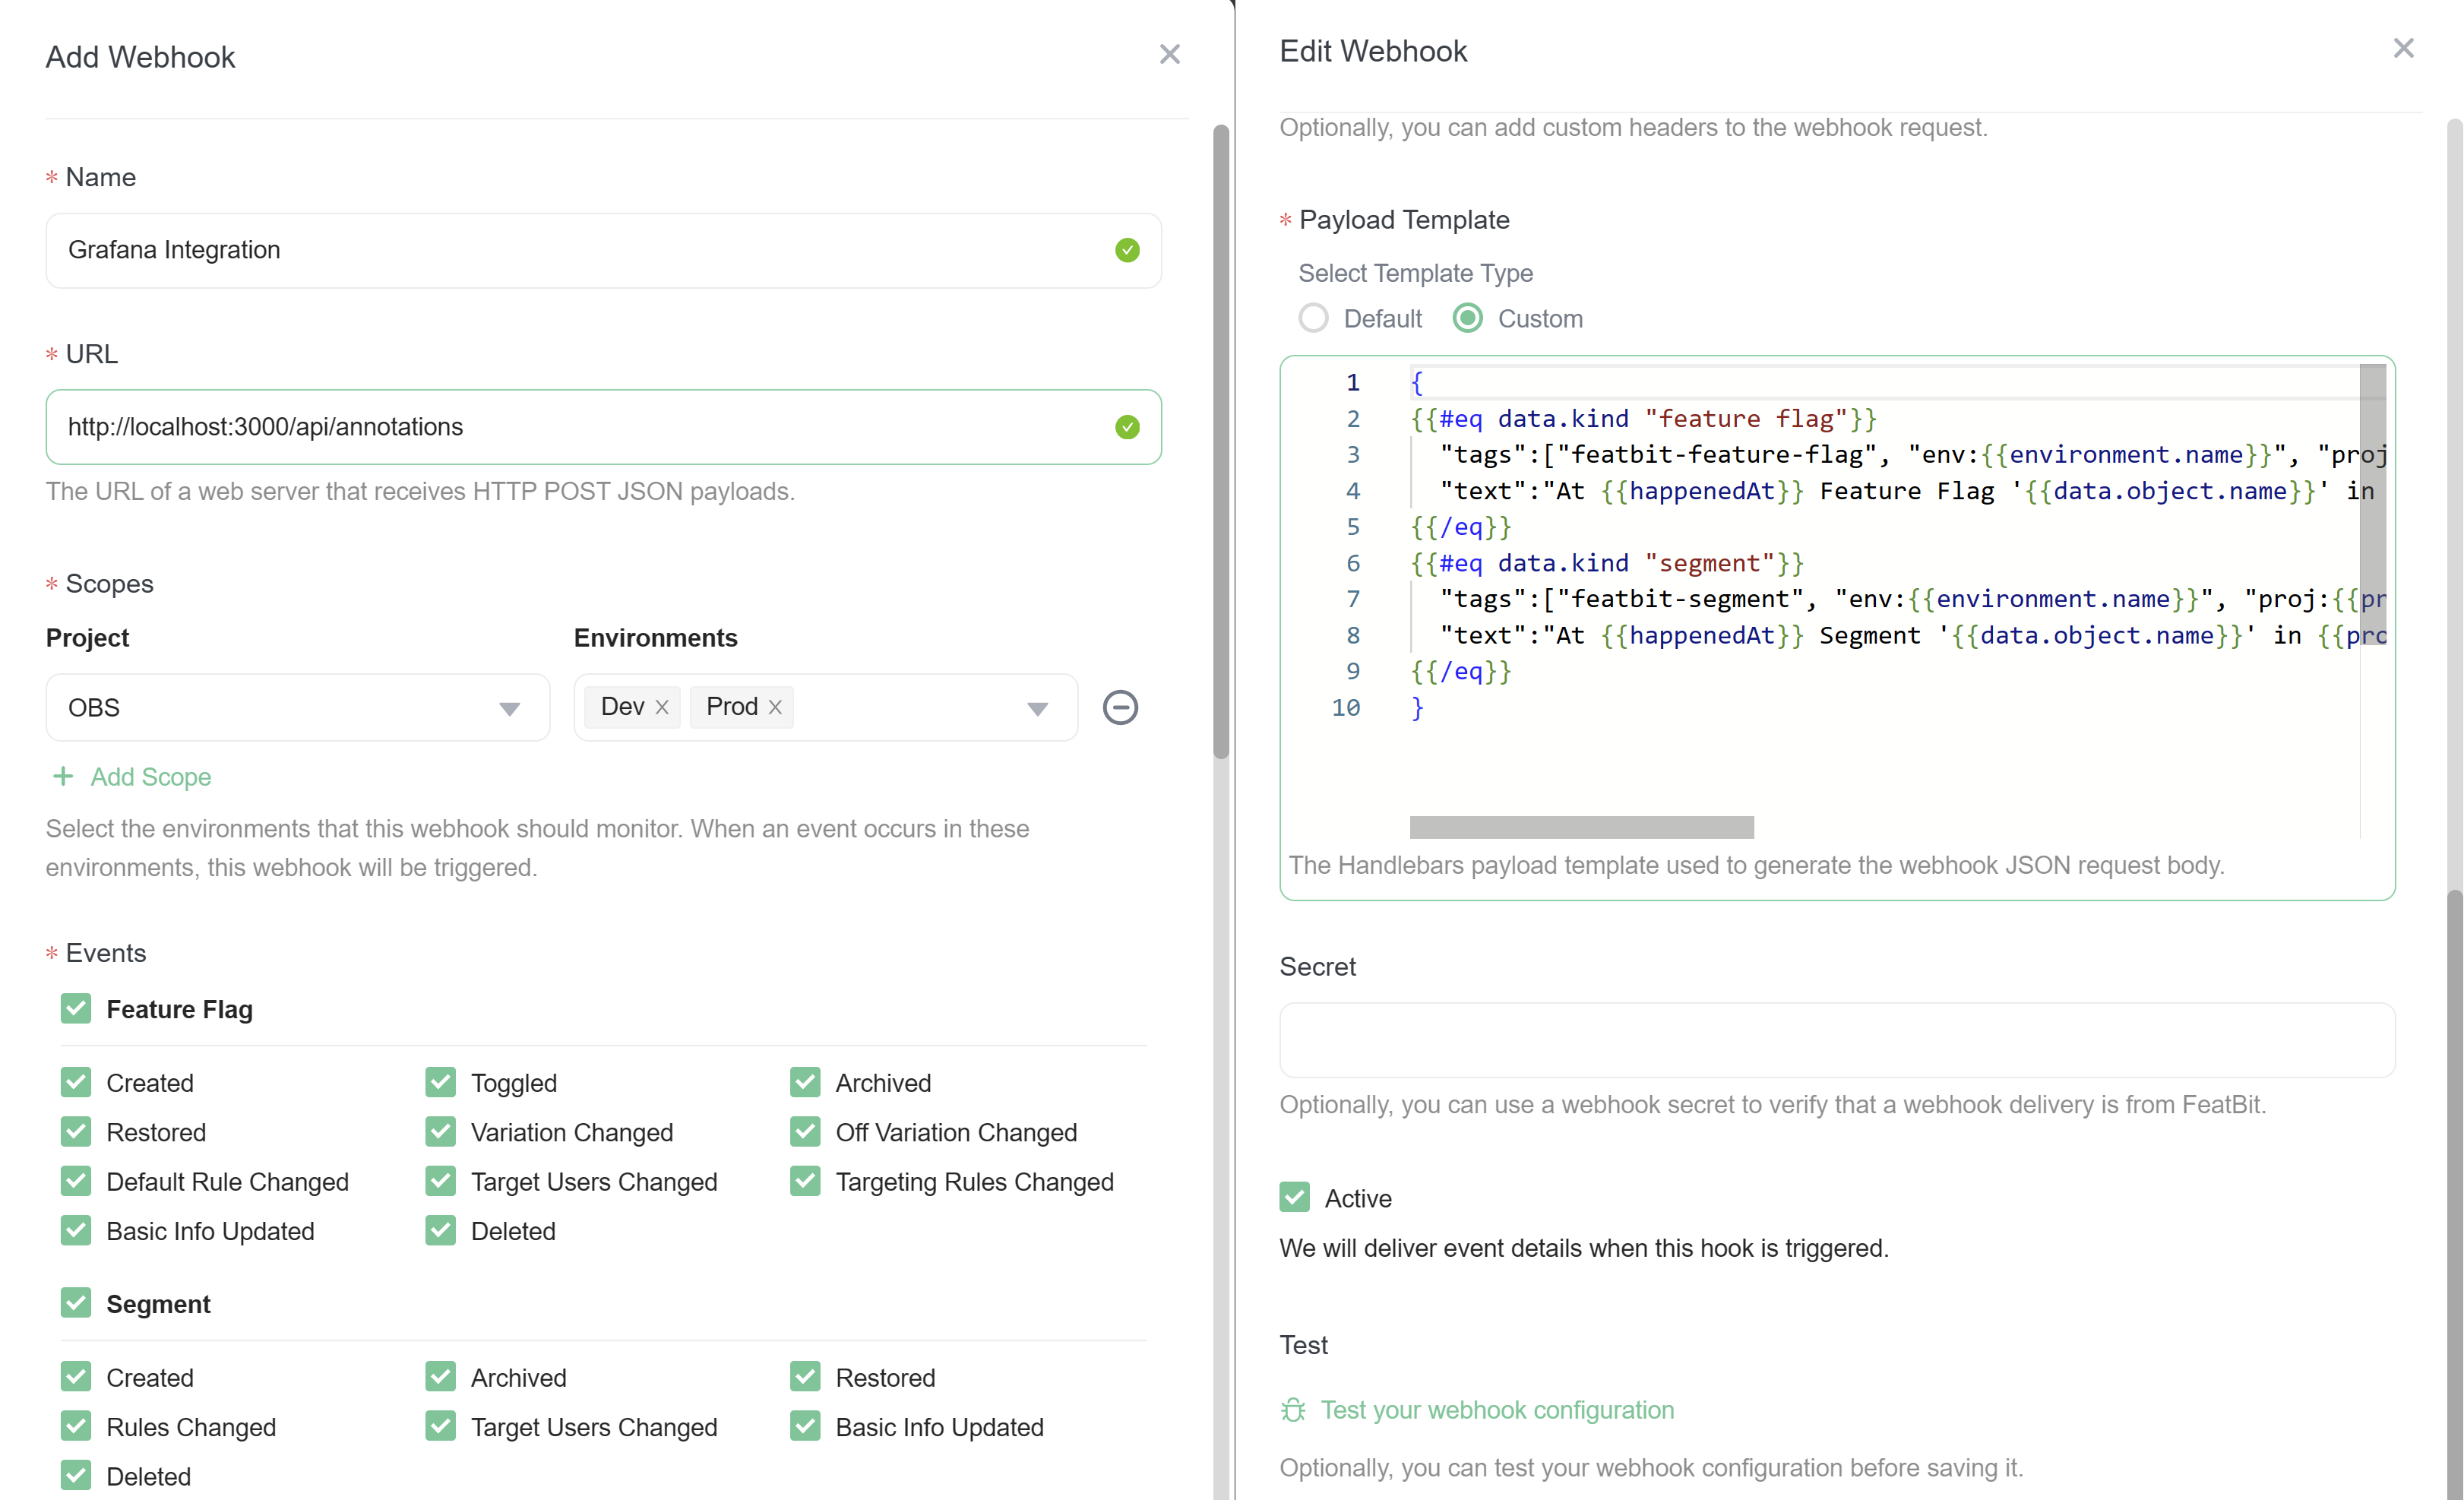 Add Webhook
* Name
Grafana Integration
* URL
http://localhost:3000/api/annotations
The URL of a web server that receives HTTP POST JSON payloads.
* Scopes
Project Environments
OBS Dev Prod
Add Scope
Select the environments that this webhook should monitor. When an event occurs in these
environments, this webhook will be triggered.
* Events
Feature Flag
Created Toggled Archived
Restored Variation Changed Off Variation Changed
Default Rule Changed Target Users Changed Targeting Rules Changed
Basic Info Updated Deleted
Segment
Created Archived Restored
Rules Changed Target Users Changed Basic Info Updated
Deleted
Edit Webhook
Optionally, you can add custom headers to the webhook request.
* Payload Template
Select Template Type
Default Custom
1 {
2 {{#eq data.kind "feature flag"}}
3 "tags":["featbit-feature-flag", "env:{{environment.name}}", "proj
4 "text":"At {{happenedAt}} Feature Flag '{{data.object.name}}' in
5 {{/eq}}
6 {{#eq data.kind "segment"}}
7 "tags":["featbit-segment", "env:{{environment.name}}", "proj:{{pr
8 "text":"At {{happenedAt}} Segment '{{data.object.name}}' in {{pro
9 {{/eq}}
10 }
The Handlebars payload template used to generate the webhook JSON request body.
Secret
Optionally, you can use a webhook secret to verify that a webhook delivery is from FeatBit.
Active
We will deliver event details when this hook is triggered.
Test
Test your webhook configuration
Optionally, you can test your webhook configuration before saving it.